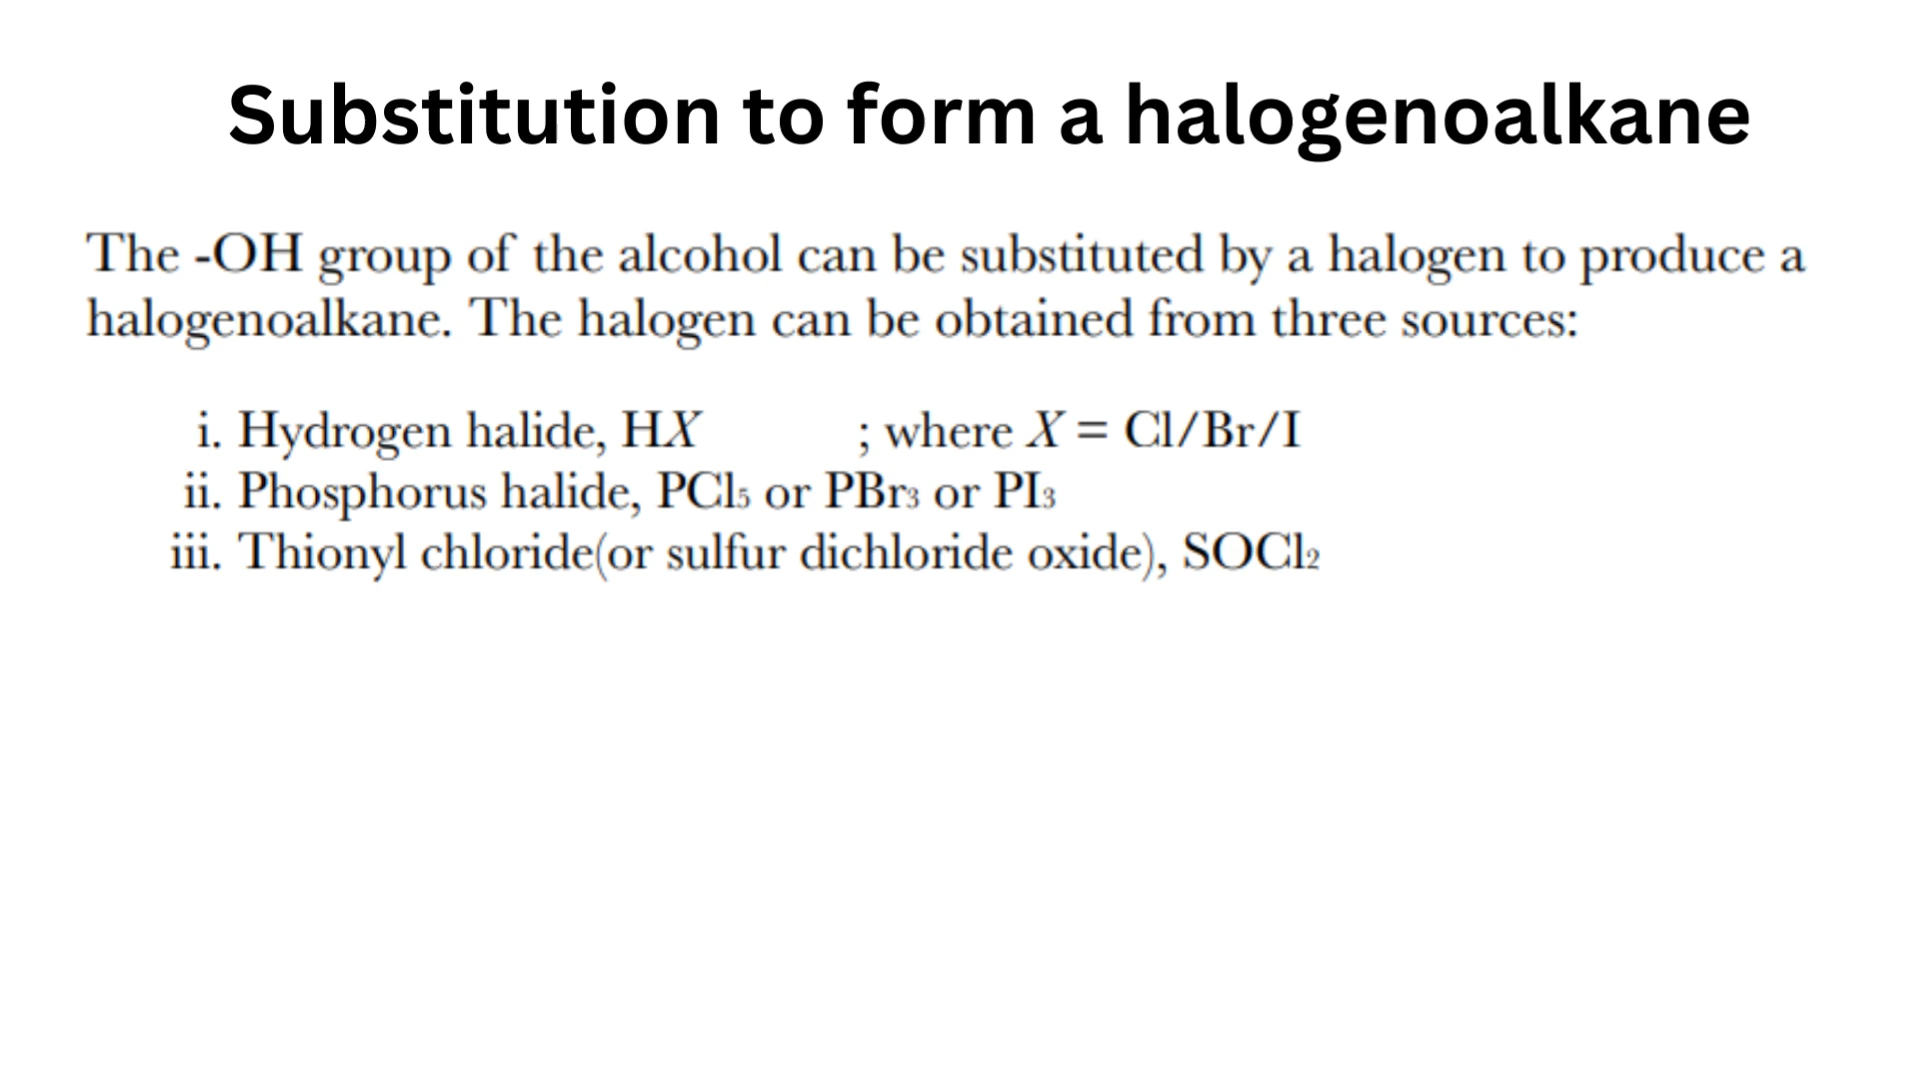 Substitution to form a halogenoalkane
The -OH group of the alcohol can be substituted by a halogen to produce a
halogenoalkane. The halogen can be obtained from three sources:
i. Hydrogen halide, HX ; where X = Cl/Br/I
ii. Phosphorus halide, PCl₅ or PBr₃ or PI₃
iii. Thionyl chloride(or sulfur dichloride oxide), SOCl₂